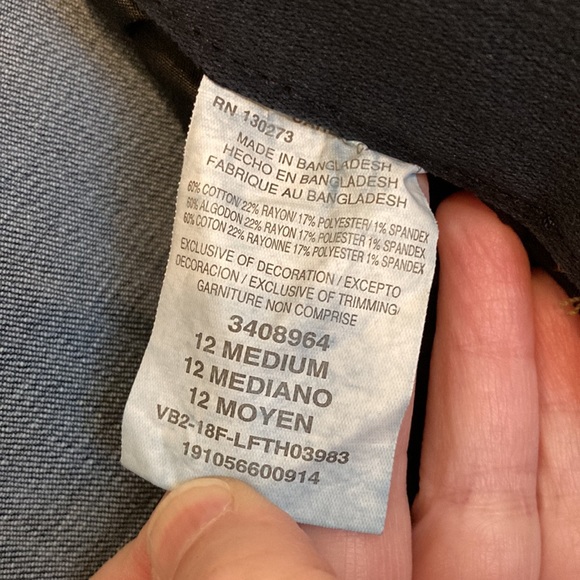 RN 130273
MADE IN BANGLADESH
HECHO EN BANGLADESH
FABRIQUE AU BANGLADESH
60% COTTON/ 22% RAYON/ 17% POLYESTER/ 1% SPANDEX
60% ALGODON 22% RAYON 17% POLIESTER 1% SPANDEX
60% COTON 22% RAYONNE 17% POLYESTER 1% SPANDEX
EXCLUSIVE OF DECORATION / EXCEPTO
DECORACION / EXCLUSIVE OF TRIMMING/
GARNITURE NON COMPRISE
3408964
12 MEDIUM
12 MEDIANO
12 MOYEN
VB2-18F-LFTH03983
191056600914